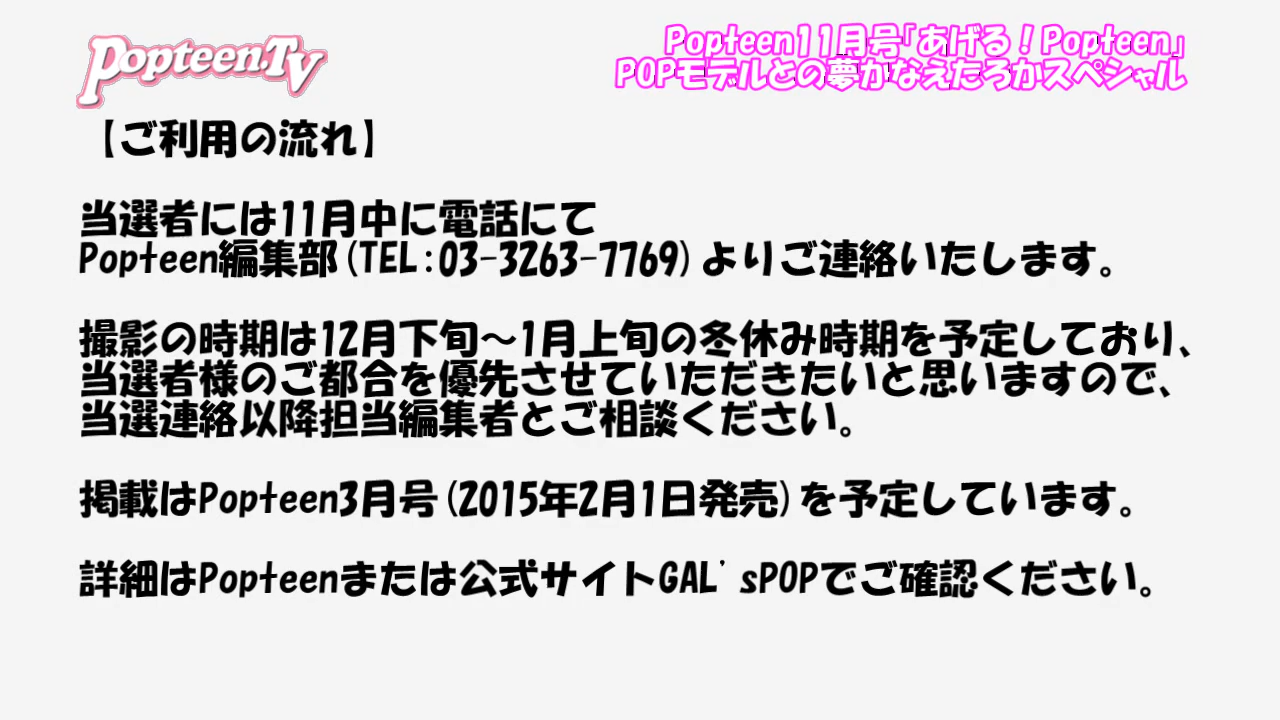 PopteenTV
Popteen11月号「あげる！Popteen」
POPモデルとの夢かなえたろかスペシャル
【ご利用の流れ】
当選者には11月中に電話にて
Popteen編集部(TEL:03-3263-7769)よりご連絡いたします。
撮影の時期は12月下旬〜1月上旬の冬休み時期を予定しており、
当選者様のご都合を優先させていただきたいと思いますので、
当選連絡以降担当編集者とご相談ください。
掲載はPopteen3月号(2015年2月1日発売)を予定しています。
詳細はPopteenまたは公式サイトGAL'sPOPでご確認ください。